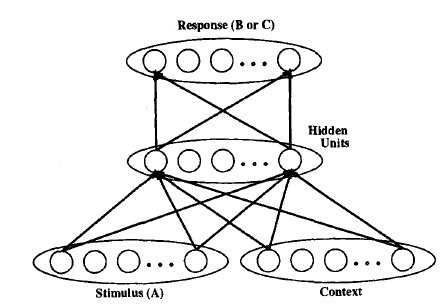 Response (B or C)
Hidden
Units
Stimulus (A)
Context